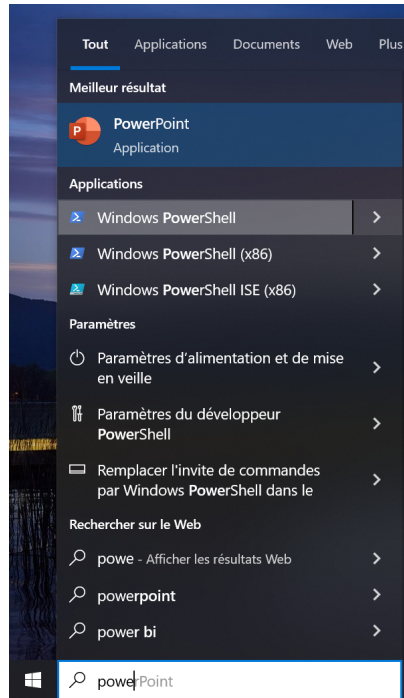 Tout Applications Documents Web Plus
Meilleur résultat
P
PowerPoint
Application
Applications
Windows PowerShell
Windows PowerShell (x86)
Windows PowerShell ISE (x86)
Paramètres
Paramètres d'alimentation et de mise
en veille
Paramètres du développeur
PowerShell
Remplacer l'invite de commandes
par Windows PowerShell dans le
Rechercher sur le Web
powe - Afficher les résultats Web
powerpoint
power bi
powerPoint